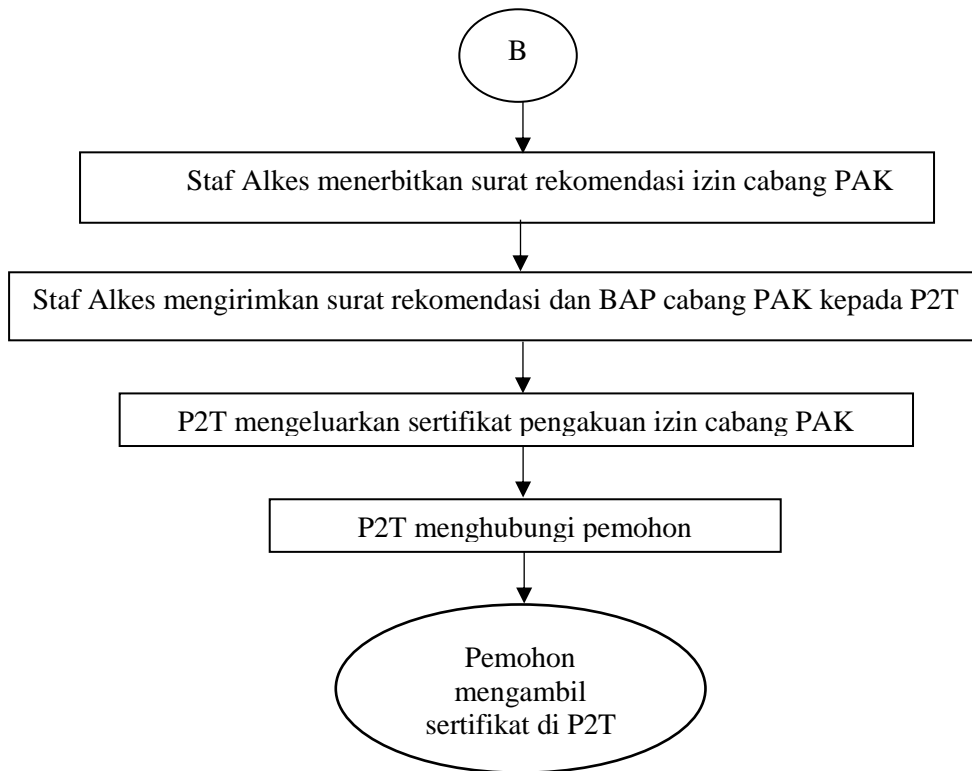 B
Staf Alkes menerbitkan surat rekomendasi izin cabang PAK
Staf Alkes mengirimkan surat rekomendasi dan BAP cabang PAK kepada P2T
P2T mengeluarkan sertifikat pengakuan izin cabang PAK
P2T menghubungi pemohon
Pemohon
mengambil
sertifikat di P2T